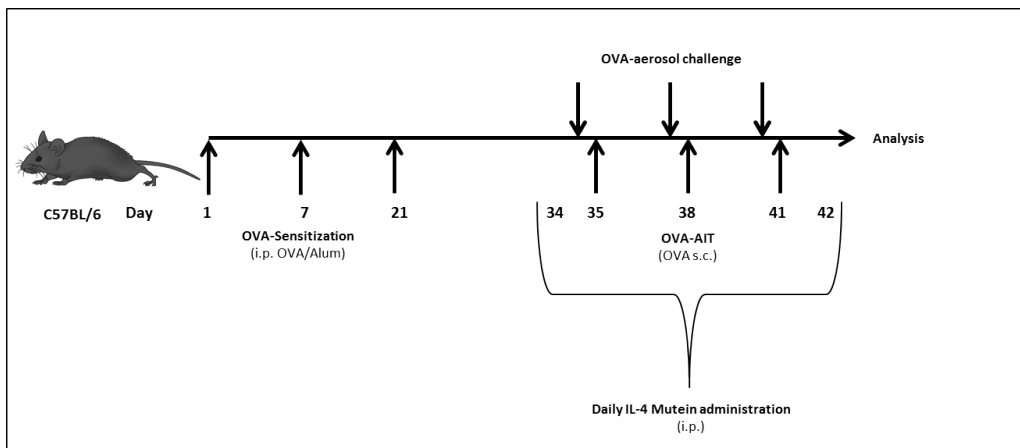 OVA-aerosol challenge
Analysis
C57BL/6 Day 1 7 21 34 35 38 41 42
OVA-Sensitization
(i.p. OVA/Alum)
OVA-AIT
(OVA s.c.)
Daily IL-4 Mutein administration
(i.p.)